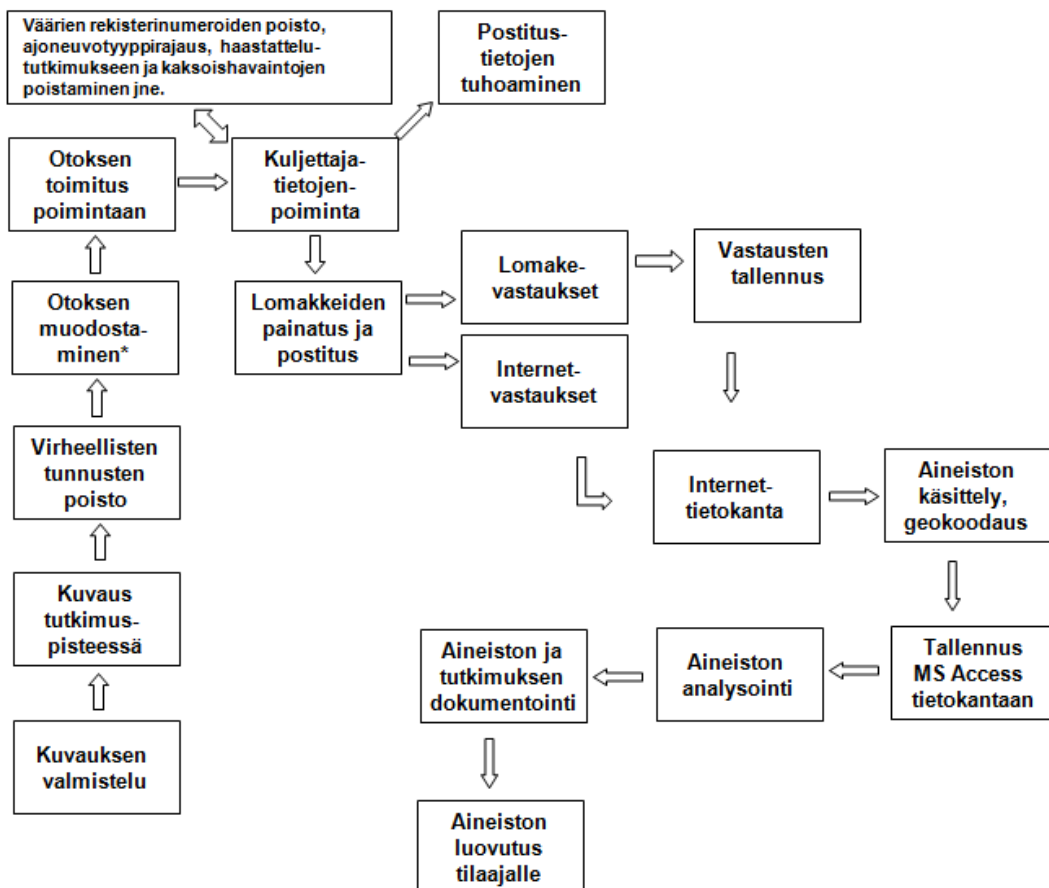 Väärien rekisterinumeroiden poisto,
ajoneuvotyyppirajaus, haastattelu-
tutkimukseen ja kaksoishavaintojen
poistaminen jne.
Postitus-
tietojen
tuhoaminen
Otoksen
toimitus
poimintaan
Kuljettaja-
tietojen-
poiminta
Otoksen
muodosta-
minen*
Lomakkeiden
painatus ja
postitus
Lomake-
vastaukset
Vastausten
tallennus
Internet-
vastaukset
Virheellisten
tunnusten
poisto
Internet-
tietokanta
Aineiston
käsittely,
geokoodaus
Kuvaus
tutkimus-
pisteessä
Aineiston ja
tutkimuksen
dokumentointi
Aineiston
analysointi
Tallennus
MS Access
tietokantaan
Kuvauksen
valmistelu
Aineiston
luovutus
tilaajalle